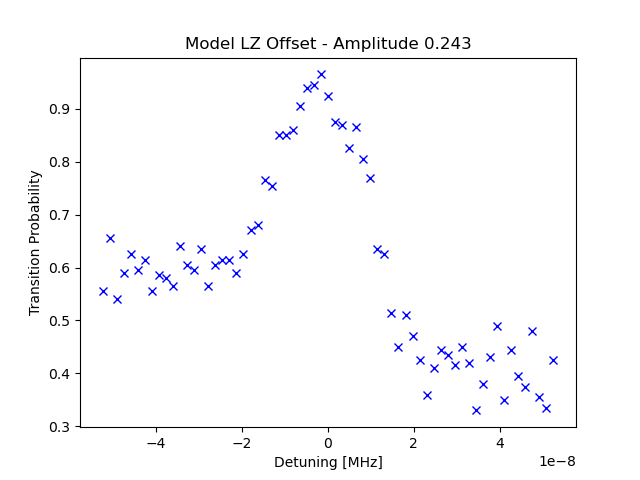 Model LZ Offset - Amplitude 0.243
Transition Probability
0.9
0.8
0.7
0.6
0.5
0.4
0.3
−4 −2 0 2 4
1e−8
Detuning [MHz]